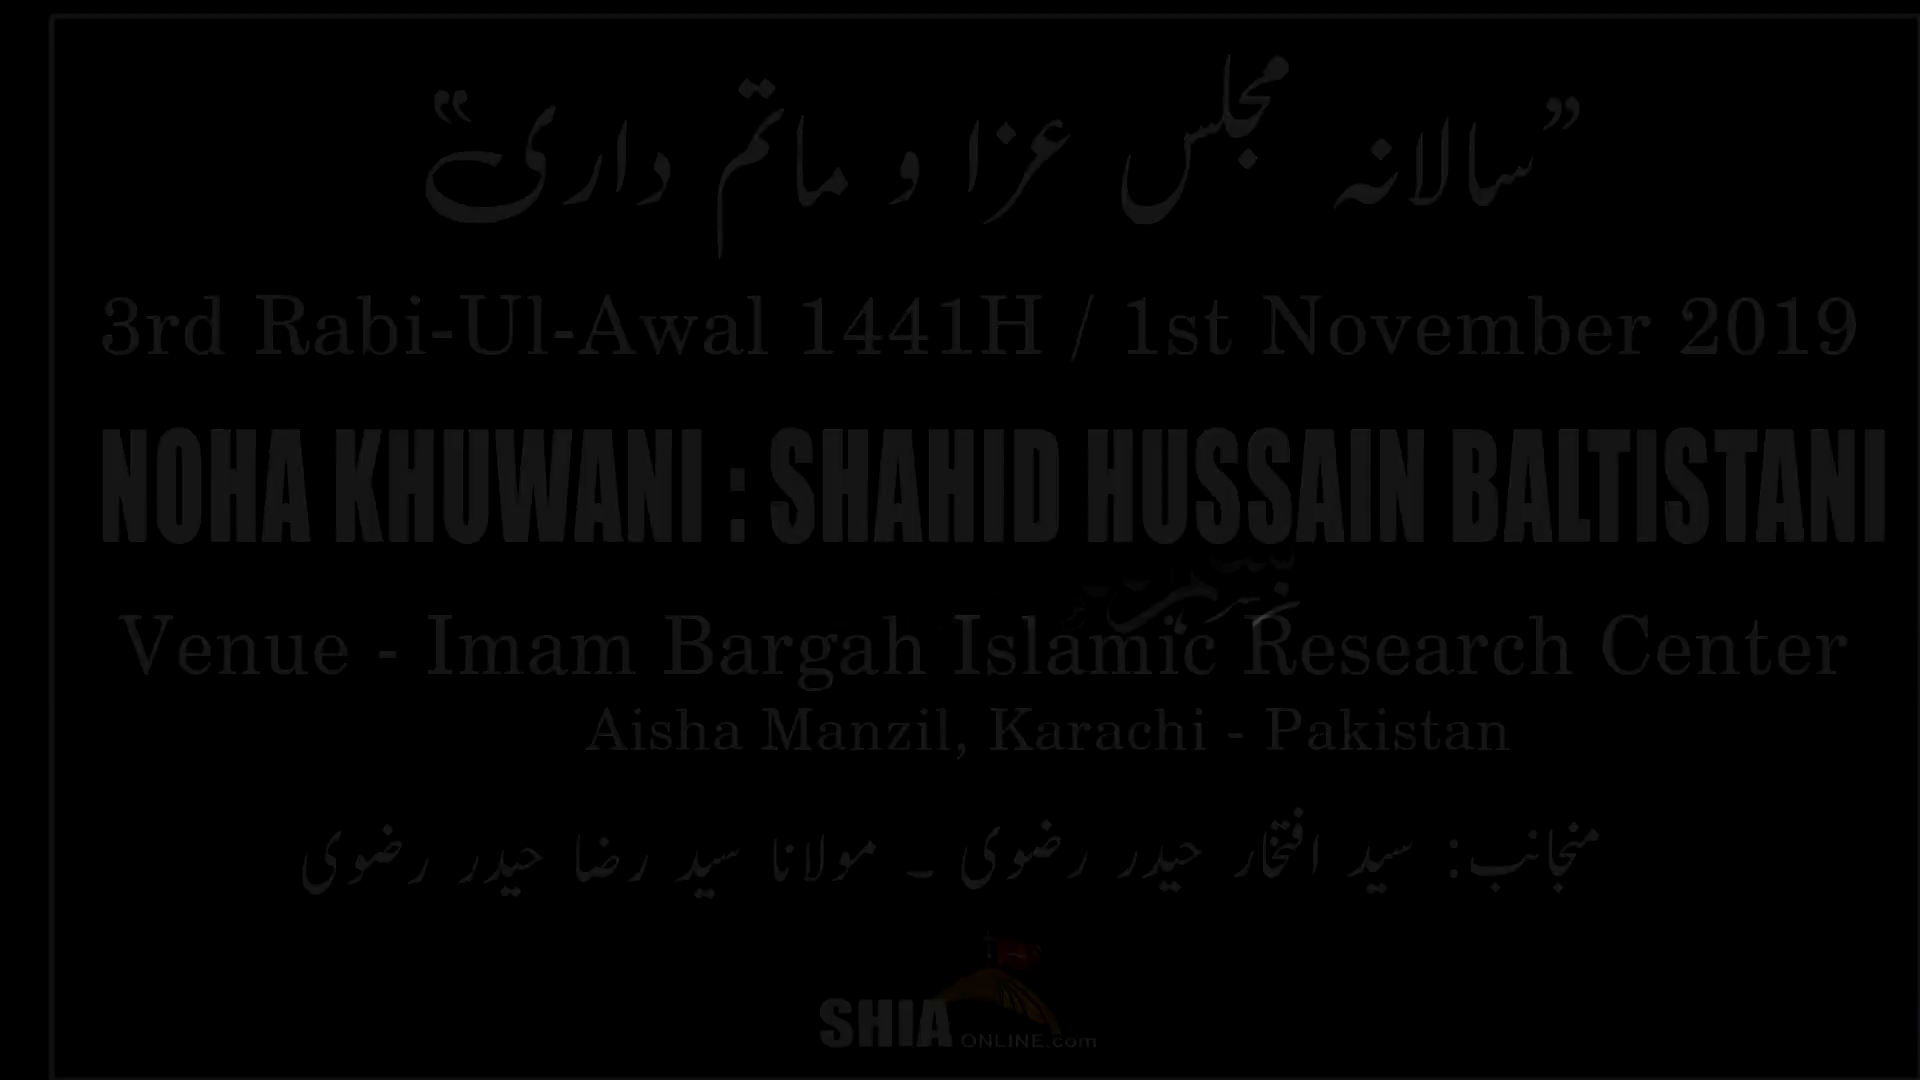 ”سالانہ مجلس عزا و ماتم داری“
3rd Rabi-Ul-Awal 1441H / 1st November 2019
NOHA KHUWANI : SHAHID HUSSAIN BALTISTANI
Venue - Imam Bargah Islamic Research Center
Aisha Manzil, Karachi - Pakistan
منجانب: سید افتخار حیدر رضوی ۔ مولانا سید رضا حیدر رضوی
SHIA ONLINE.com